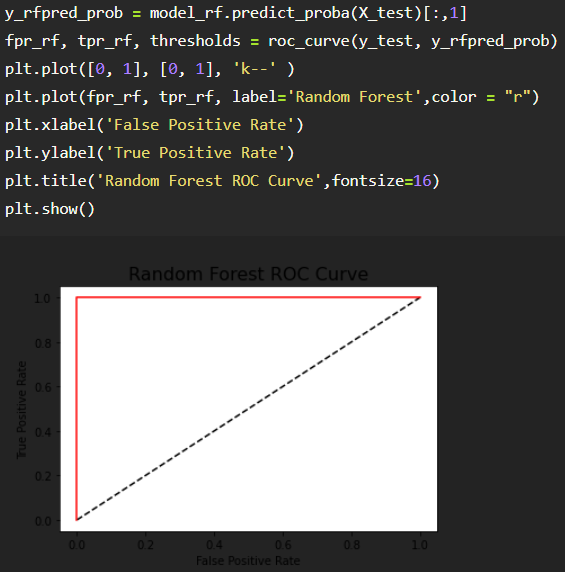 y_rfpred_prob = model_rf.predict_proba(X_test)[:,1]
fpr_rf, tpr_rf, thresholds = roc_curve(y_test, y_rfpred_prob)
plt.plot([0, 1], [0, 1], 'k--' )
plt.plot(fpr_rf, tpr_rf, label='Random Forest',color = "r")
plt.xlabel('False Positive Rate')
plt.ylabel('True Positive Rate')
plt.title('Random Forest ROC Curve',fontsize=16)
plt.show()
Random Forest ROC Curve
1.0
0.8
0.6
0.4
0.2
0.0
True Positive Rate
0.0 0.2 0.4 0.6 0.8 1.0
False Positive Rate